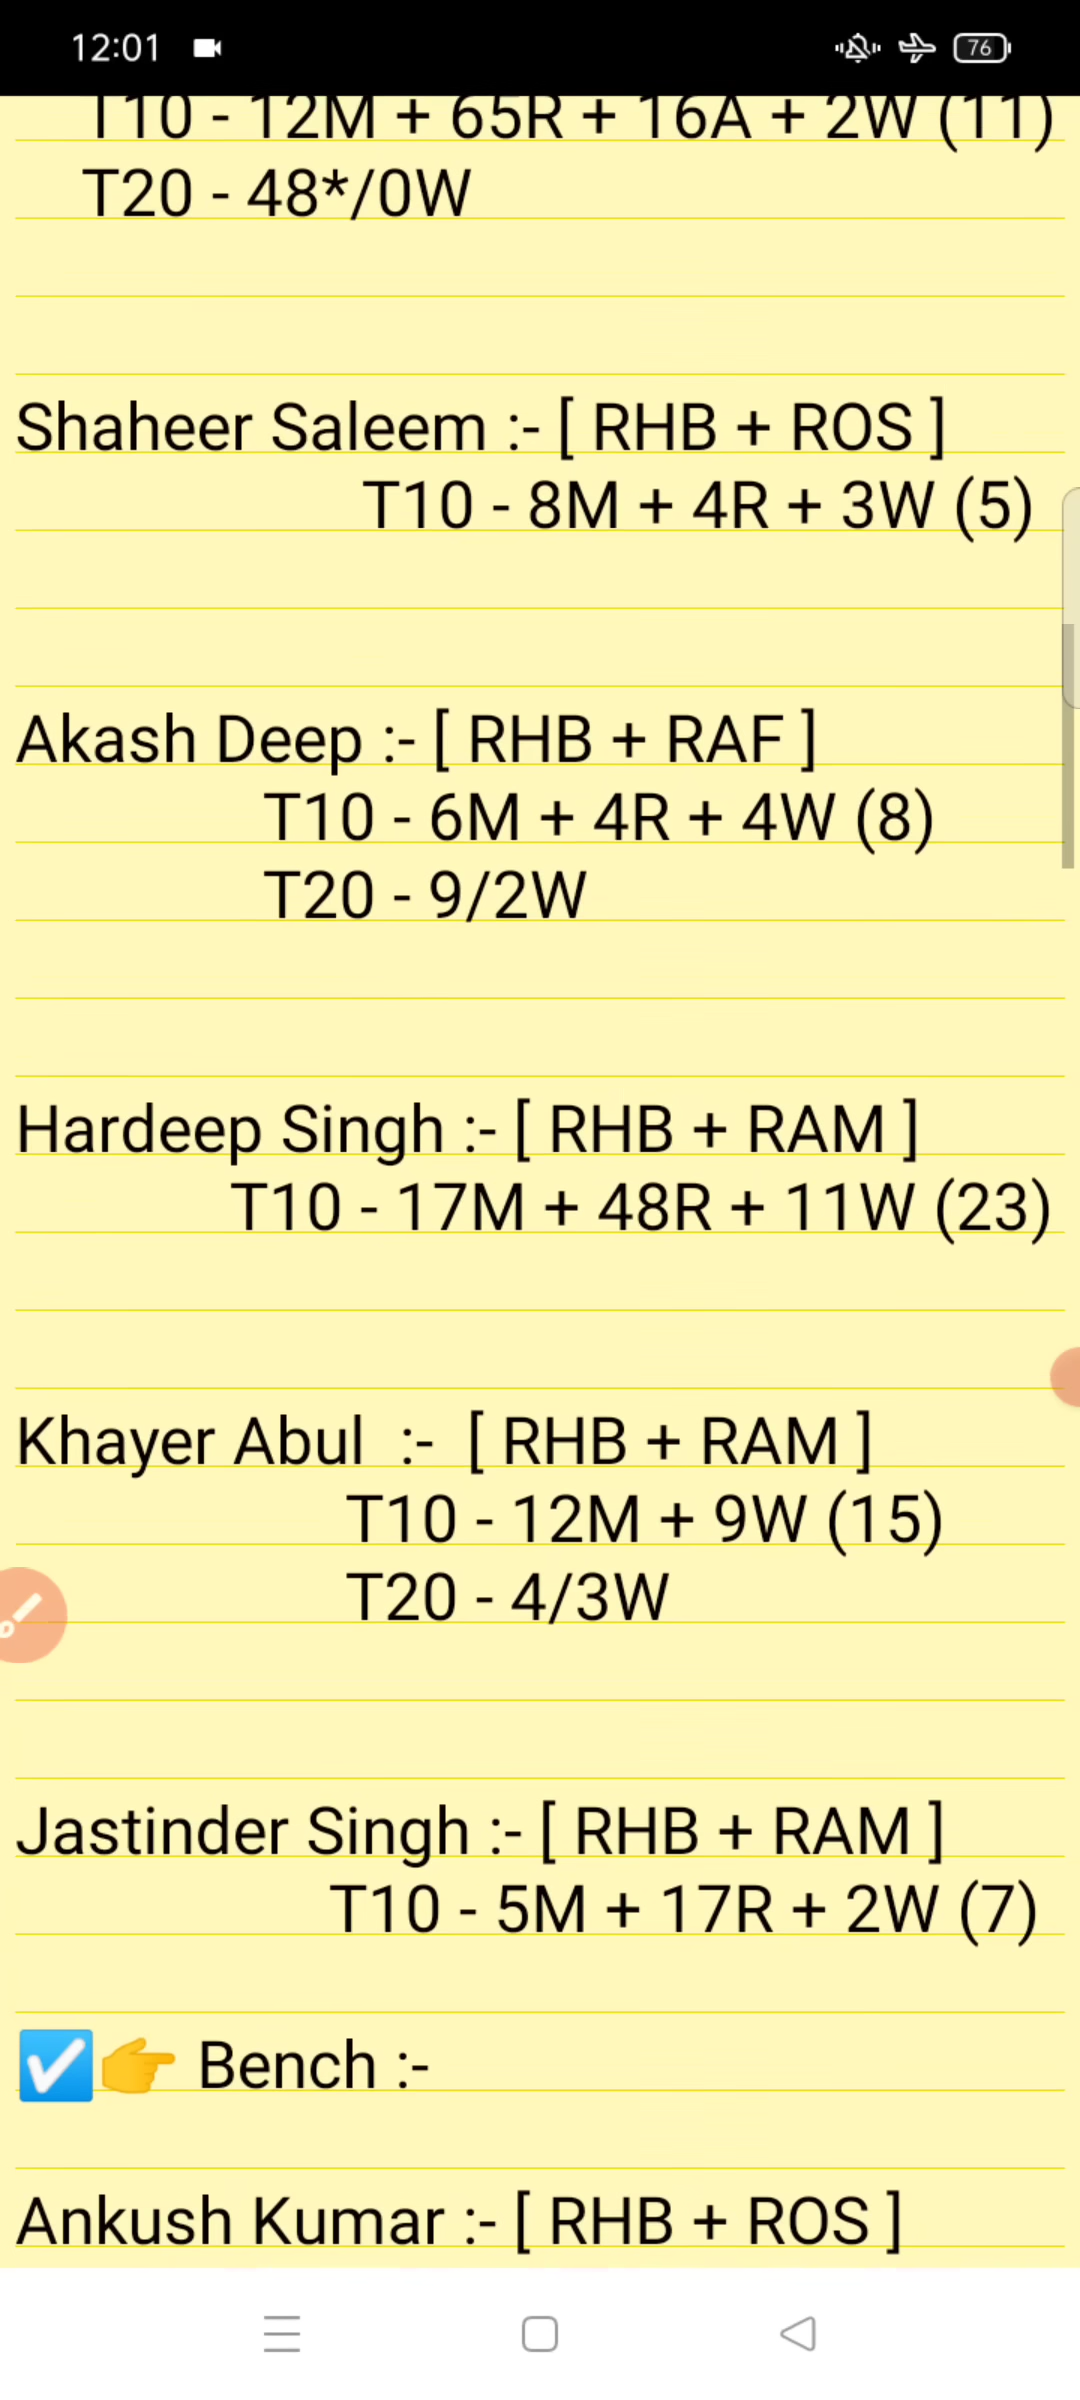 12:01 76
T10 - 12M + 65R + 16A + 2W (11)
T20 - 48*/0W
Shaheer Saleem :- [ RHB + ROS ]
T10 - 8M + 4R + 3W (5)
Akash Deep :- [ RHB + RAF ]
T10 - 6M + 4R + 4W (8)
T20 - 9/2W
Hardeep Singh :- [ RHB + RAM ]
T10 - 17M + 48R + 11W (23)
Khayer Abul :- [ RHB + RAM ]
T10 - 12M + 9W (15)
T20 - 4/3W
Jastinder Singh :- [ RHB + RAM ]
T10 - 5M + 17R + 2W (7)
✅👉 Bench :-
Ankush Kumar :- [ RHB + ROS ]